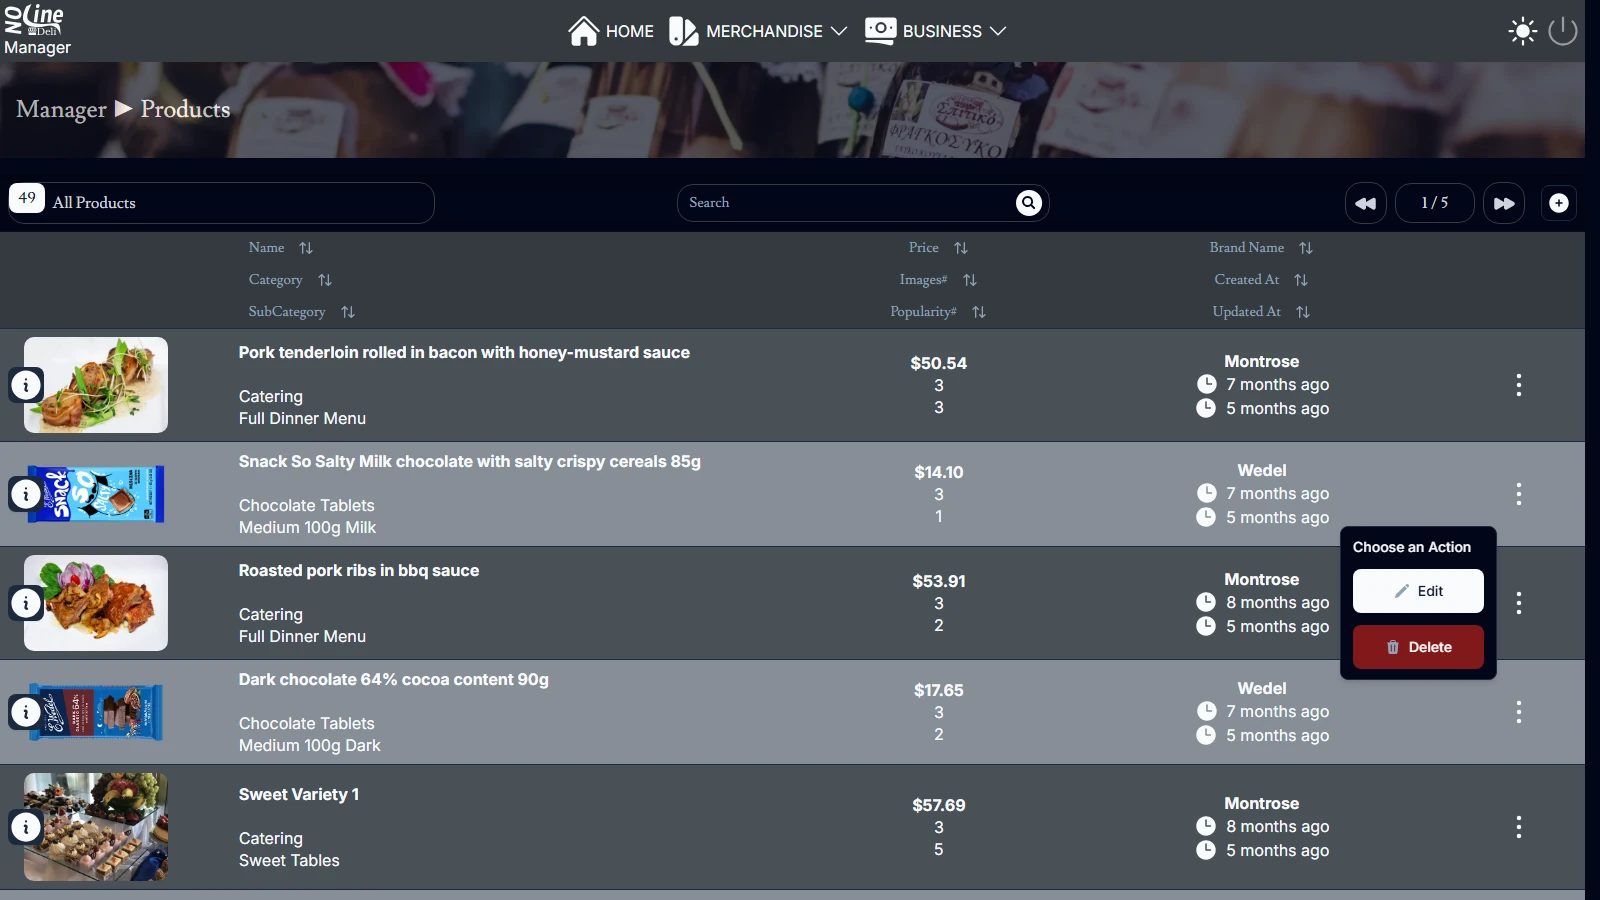 NO Line
Deli
Manager
HOME
MERCHANDISE
BUSINESS
Manager ▶ Products
ΣΠΙΤΙΚΟ
ΦΡΑΓΚΟΣΥΚΟ
49
All Products
Search
1 / 5
Name
Price
Brand Name
Category
Images#
Created At
SubCategory
Popularity#
Updated At
Pork tenderloin rolled in bacon with honey-mustard sauce
Catering
Full Dinner Menu
$50.54
3
3
Montrose
7 months ago
5 months ago
SNACK SO
Snack So Salty Milk chocolate with salty crispy cereals 85g
Chocolate Tablets
Medium 100g Milk
$14.10
3
1
Wedel
7 months ago
5 months ago
Roasted pork ribs in bbq sauce
Catering
Full Dinner Menu
$53.91
3
2
Montrose
8 months ago
5 months ago
Choose an Action
Edit
Delete
E.Wedel
64%
Dark chocolate 64% cocoa content 90g
Chocolate Tablets
Medium 100g Dark
$17.65
3
2
Wedel
7 months ago
5 months ago
Sweet Variety 1
Catering
Sweet Tables
$57.69
3
5
Montrose
8 months ago
5 months ago